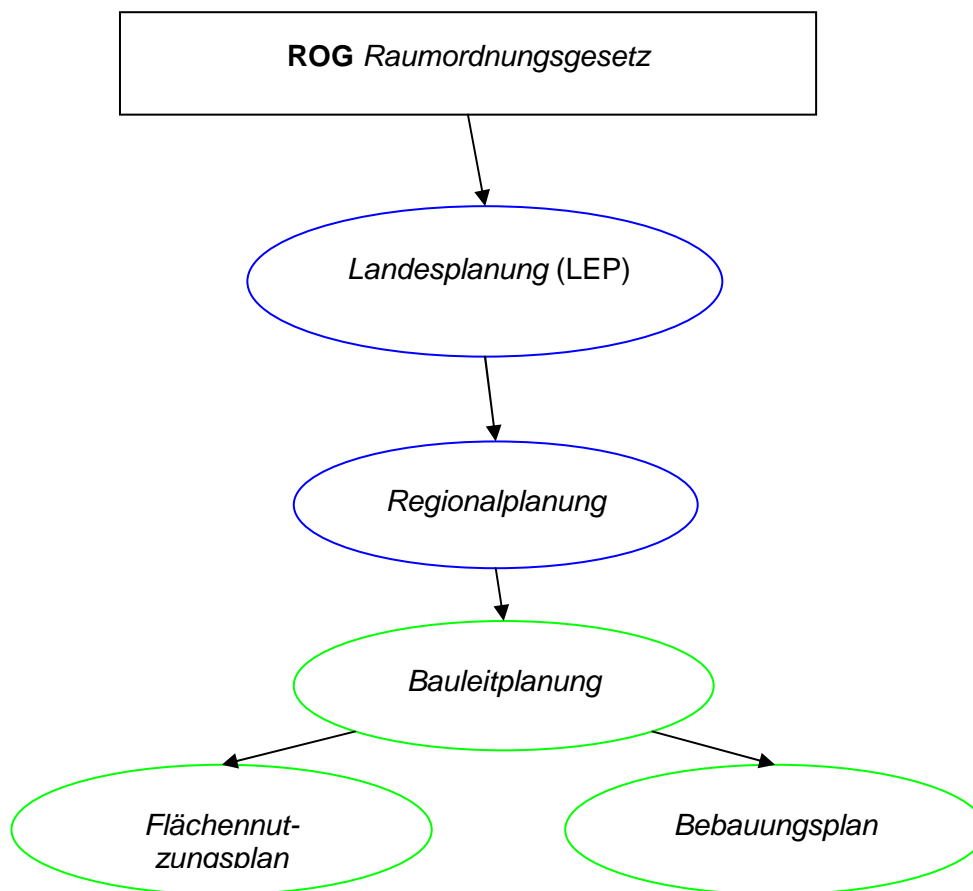 ROG Raumordnungsgesetz
Landesplanung (LEP)
Regionalplanung
Bauleitplanung
Flächennut-
zungsplan
Bebauungsplan